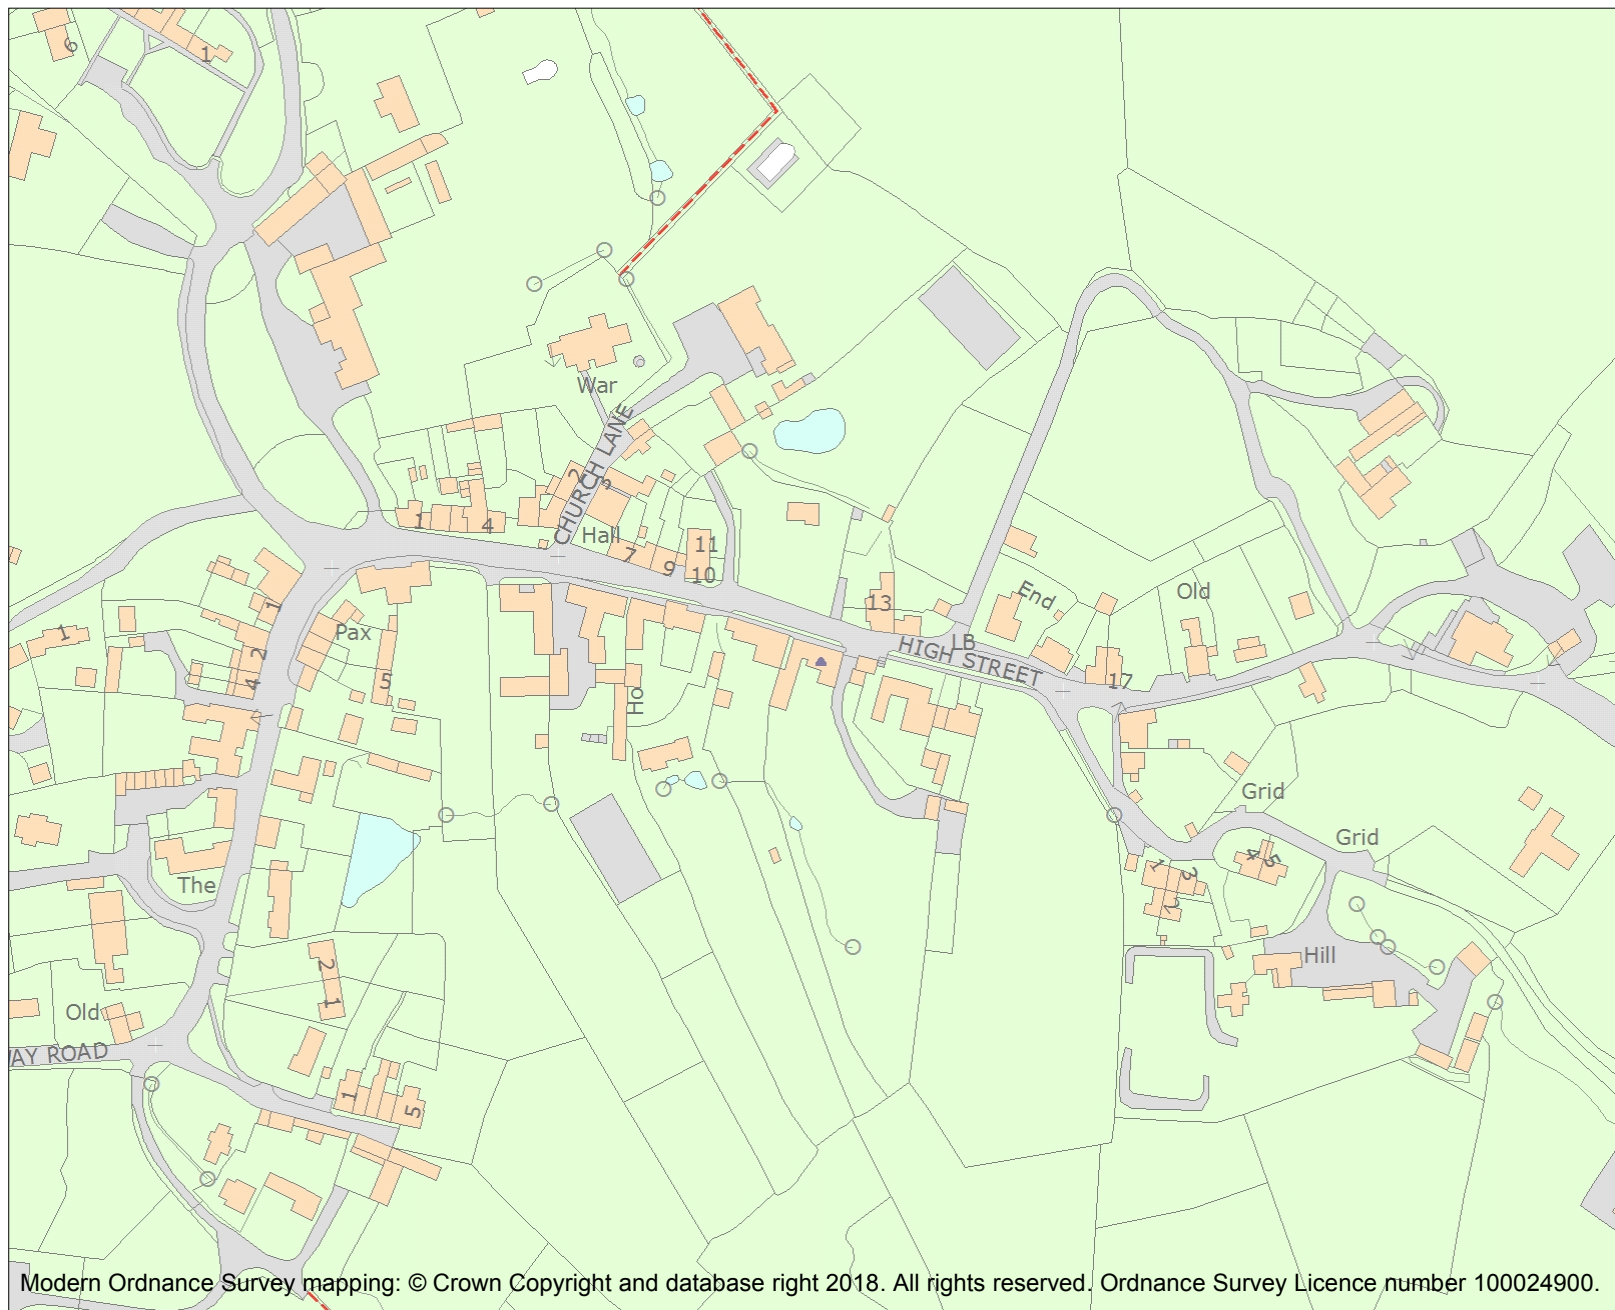 6
1
War
CHURCH LANE
2
3
1
4
Hall
7
9
11
10
13
End
Old
LB
HIGH STREET
17
1
1
2
4
Pax
5
Ho
Grid
Grid
The
1
3
2
4
5
Hill
2
1
Old
WAY ROAD
1
5
Modern Ordnance Survey mapping: © Crown Copyright and database right 2018. All rights reserved. Ordnance Survey Licence number 100024900.